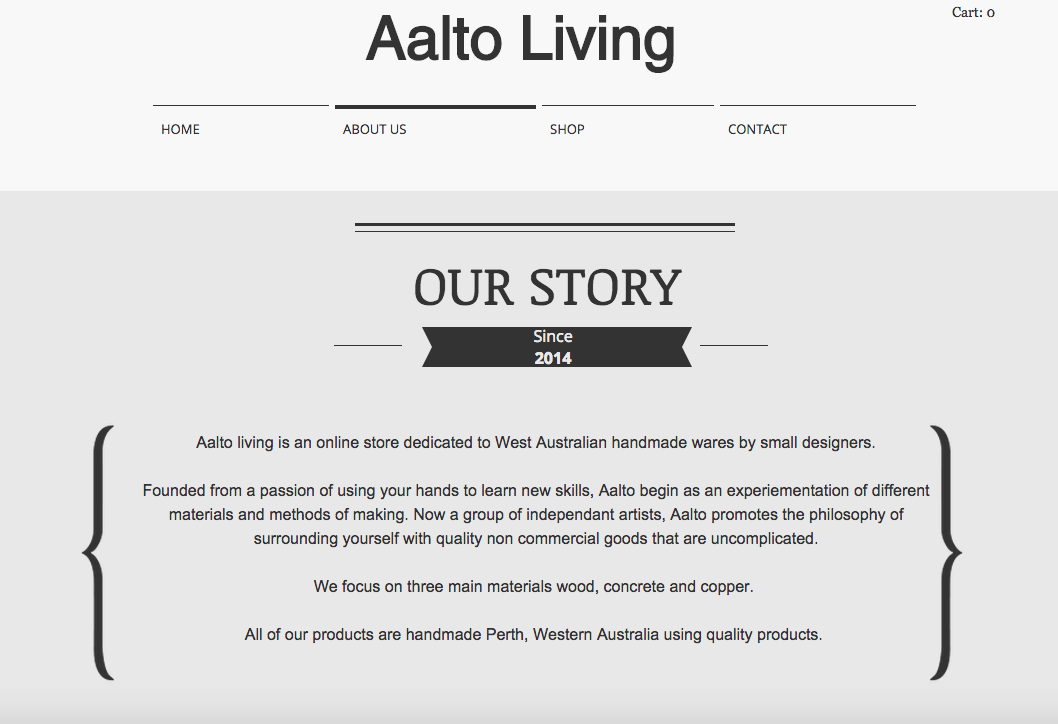 Cart: 0
Aalto Living
HOME ABOUT US SHOP CONTACT
OUR STORY
Since
2014
Aalto living is an online store dedicated to West Australian handmade wares by small designers.
Founded from a passion of using your hands to learn new skills, Aalto begin as an experiementation of different
materials and methods of making. Now a group of independant artists, Aalto promotes the philosophy of
surrounding yourself with quality non commercial goods that are uncomplicated.
We focus on three main materials wood, concrete and copper.
All of our products are handmade Perth, Western Australia using quality products.